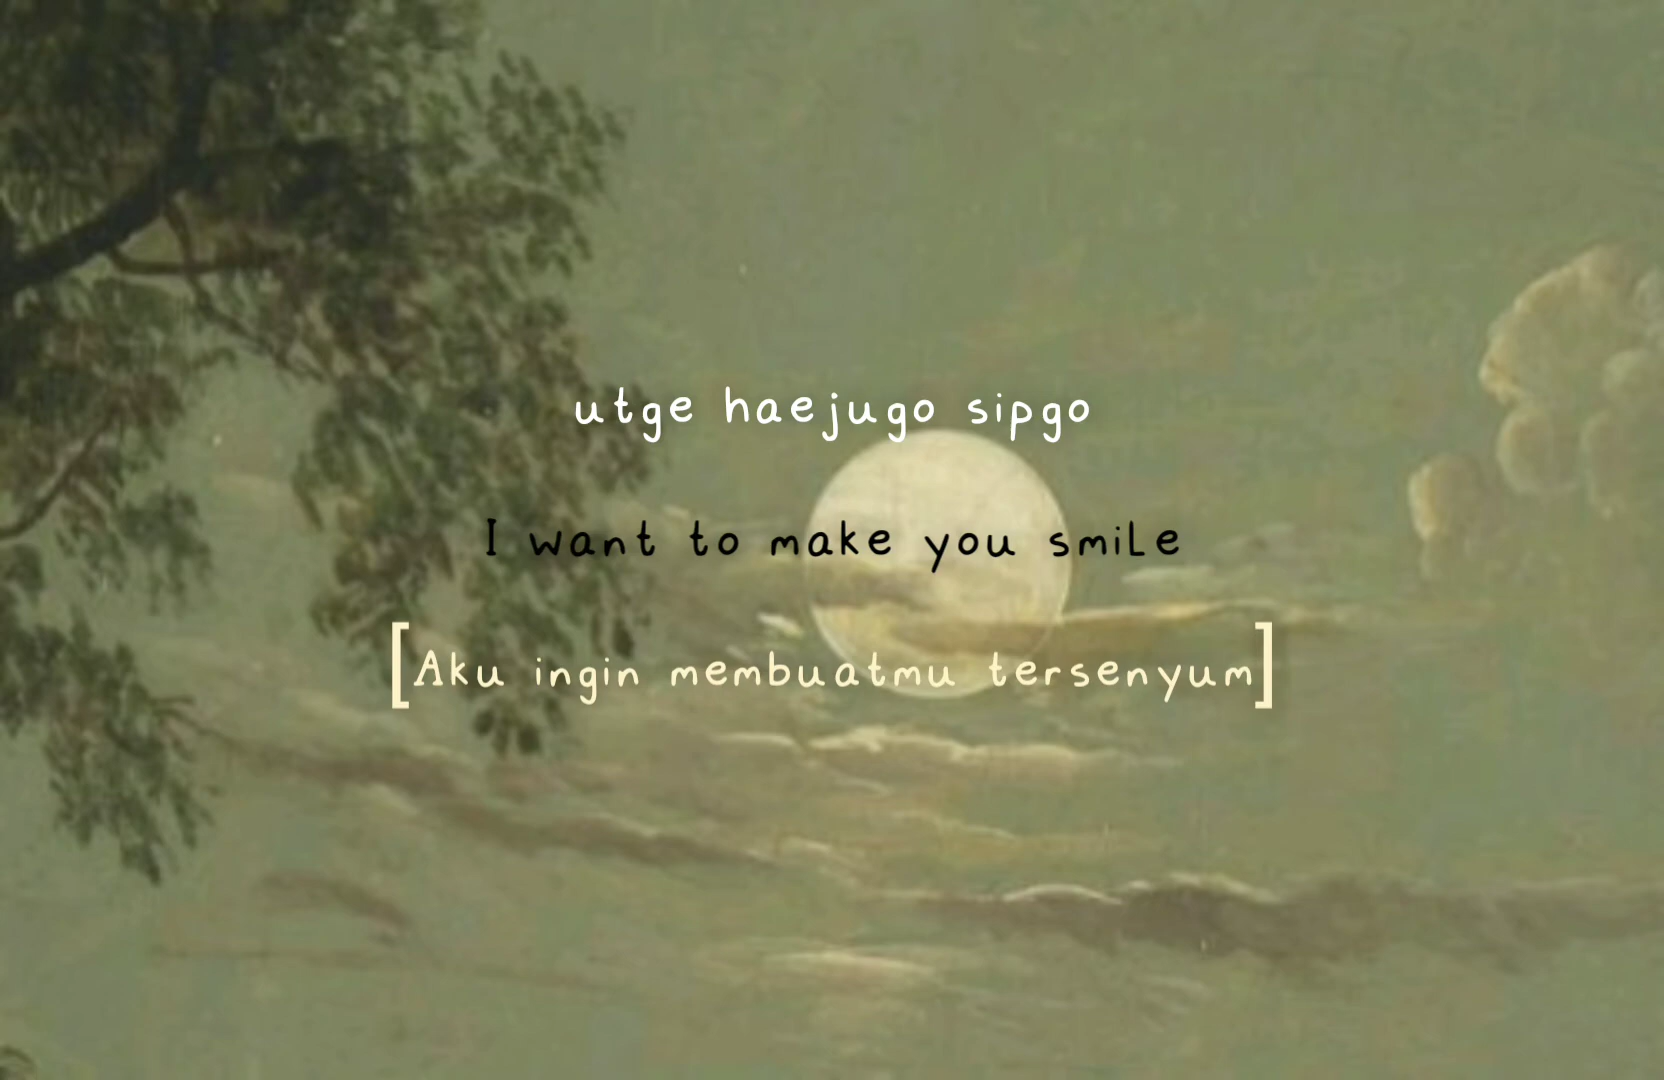 utge haejugo sipgo
I want to make you smile
[Aku ingin membuatmu tersenyum]